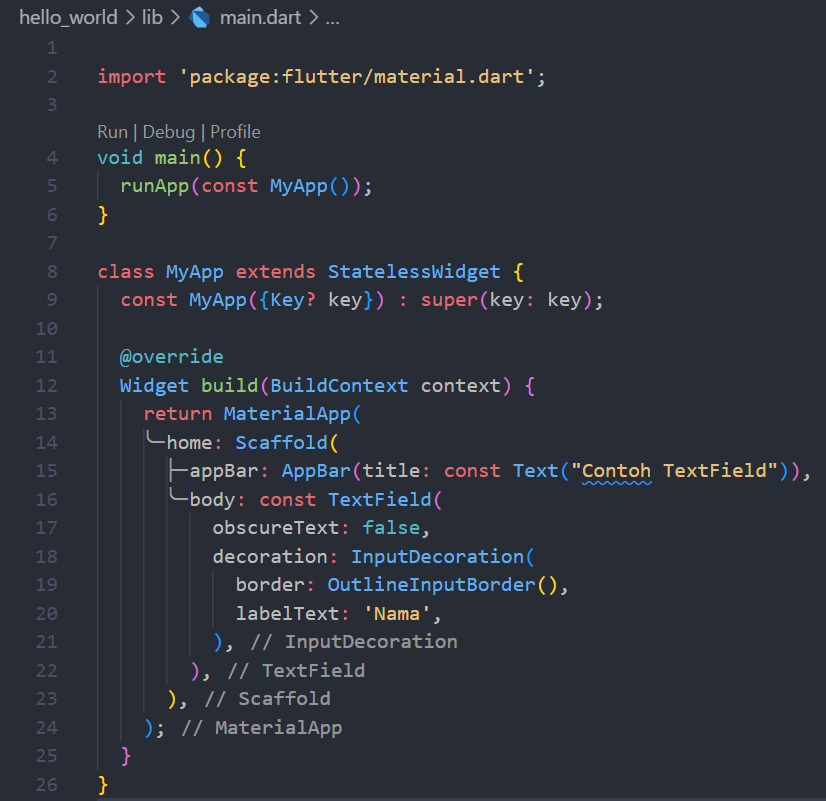 hello_world > lib > main.dart > ...
1
2 import 'package:flutter/material.dart';
3
Run | Debug | Profile
4 void main() {
5   runApp(const MyApp());
6 }
7
8 class MyApp extends StatelessWidget {
9   const MyApp({Key? key}) : super(key: key);
10
11   @override
12   Widget build(BuildContext context) {
13     return MaterialApp(
14       home: Scaffold(
15         appBar: AppBar(title: const Text("Contoh TextField")),
16         body: const TextField(
17           obscureText: false,
18           decoration: InputDecoration(
19             border: OutlineInputBorder(),
20             labelText: 'Nama',
21           ), // InputDecoration
22         ), // TextField
23       ), // Scaffold
24     ); // MaterialApp
25   }
26 }